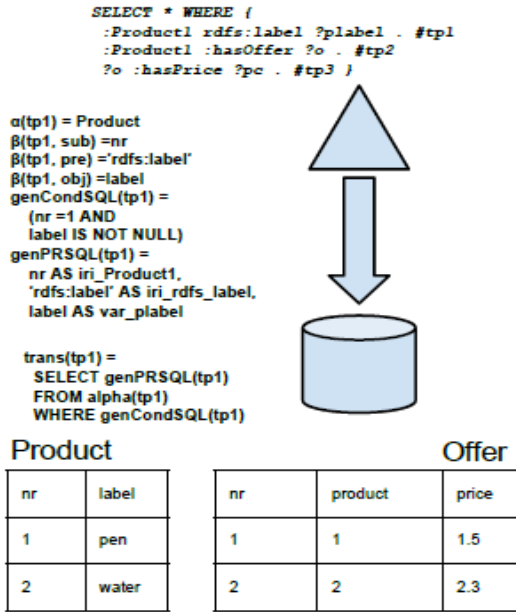 SELECT * WHERE {
:Product1 rdfs:label ?plabel . #tp1
:Product1 :hasOffer ?o . #tp2
?o :hasPrice ?pc . #tp3 }
α(tp1) = Product
β(tp1, sub) =nr
β(tp1, pre) ='rdfs:label'
β(tp1, obj) =label
genCondSQL(tp1) =
(nr =1 AND
label IS NOT NULL)
genPRSQL(tp1) =
nr AS iri_Product1,
'rdfs:label' AS iri_rdfs_label,
label AS var_plabel
trans(tp1) =
SELECT genPRSQL(tp1)
FROM alpha(tp1)
WHERE genCondSQL(tp1)
Product
nr label
1 pen
2 water
Offer
nr product price
1 1 1.5
2 2 2.3